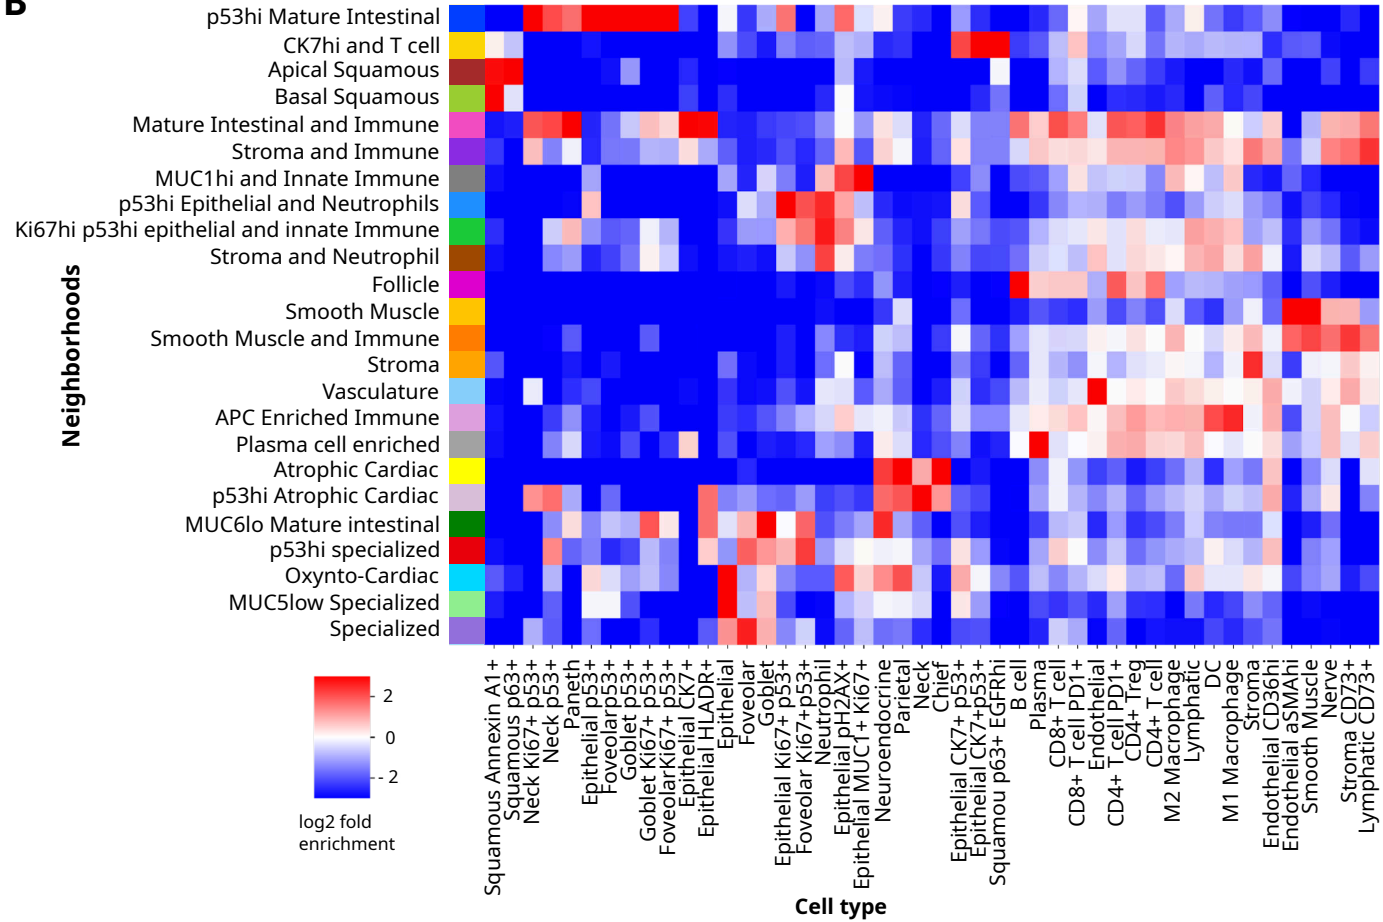 B
p53hi Mature Intestinal
CK7hi and T cell
Apical Squamous
Basal Squamous
Mature Intestinal and Immune
Stroma and Immune
MUC1hi and Innate Immune
p53hi Epithelial and Neutrophils
Ki67hi p53hi epithelial and innate Immune
Stroma and Neutrophil
Follicle
Smooth Muscle
Smooth Muscle and Immune
Stroma
Vasculature
APC Enriched Immune
Plasma cell enriched
Atrophic Cardiac
p53hi Atrophic Cardiac
MUC6lo Mature intestinal
p53hi specialized
Oxynto-Cardiac
MUC5low Specialized
Specialized
Neighborhoods
Squamous Annexin A1+
Squamous p63+
Neck Ki67+ p53+
Neck p53+
Paneth
Epithelial p53+
Foveolarp53+
Goblet p53+
Goblet Ki67+ p53+
FoveolarKi67+ p53+
Epithelial CK7+
Epithelial HLADR+
Epithelial
Foveolar
Goblet
Epithelial Ki67+ p53+
Foveolar Ki67+p53+
Neutrophil
Epithelial pH2AX+
Epithelial MUC1+ Ki67+
Neuroendocrine
Parietal
Neck
Chief
Epithelial CK7+ p53+
Epithelial CK7+p53+
Squamou p63+ EGFRhi
B cell
Plasma
CD8+ T cell
CD8+ T cell PD1+
Endothelial
CD4+ T cell PD1+
CD4+ Treg
CD4+ T cell
M2 Macrophage
Lymphatic
DC
M1 Macrophage
Stroma
Endothelial CD36hi
Endothelial aSMAhi
Smooth Muscle
Nerve
Stroma CD73+
Lymphatic CD73+
Cell type
2
0
- 2
log2 fold
enrichment